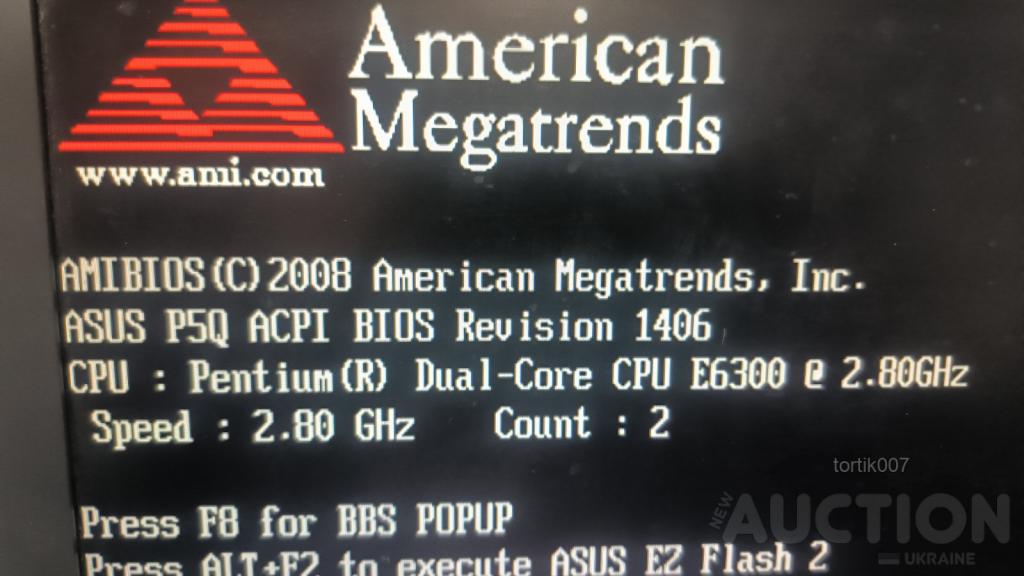 American
Megatrends
www.ami.com
AMIBIOS(C)2008 American Megatrends, Inc.
ASUS P5Q ACPI BIOS Revision 1406
CPU : Pentium(R) Dual-Core CPU E6300 @ 2.80GHz
Speed : 2.80 GHz Count : 2
tortik007
Press F8 for BBS POPUP
NEW AUCTION
UKRAINE
Press ALT+F2 to execute ASUS EZ Flash 2